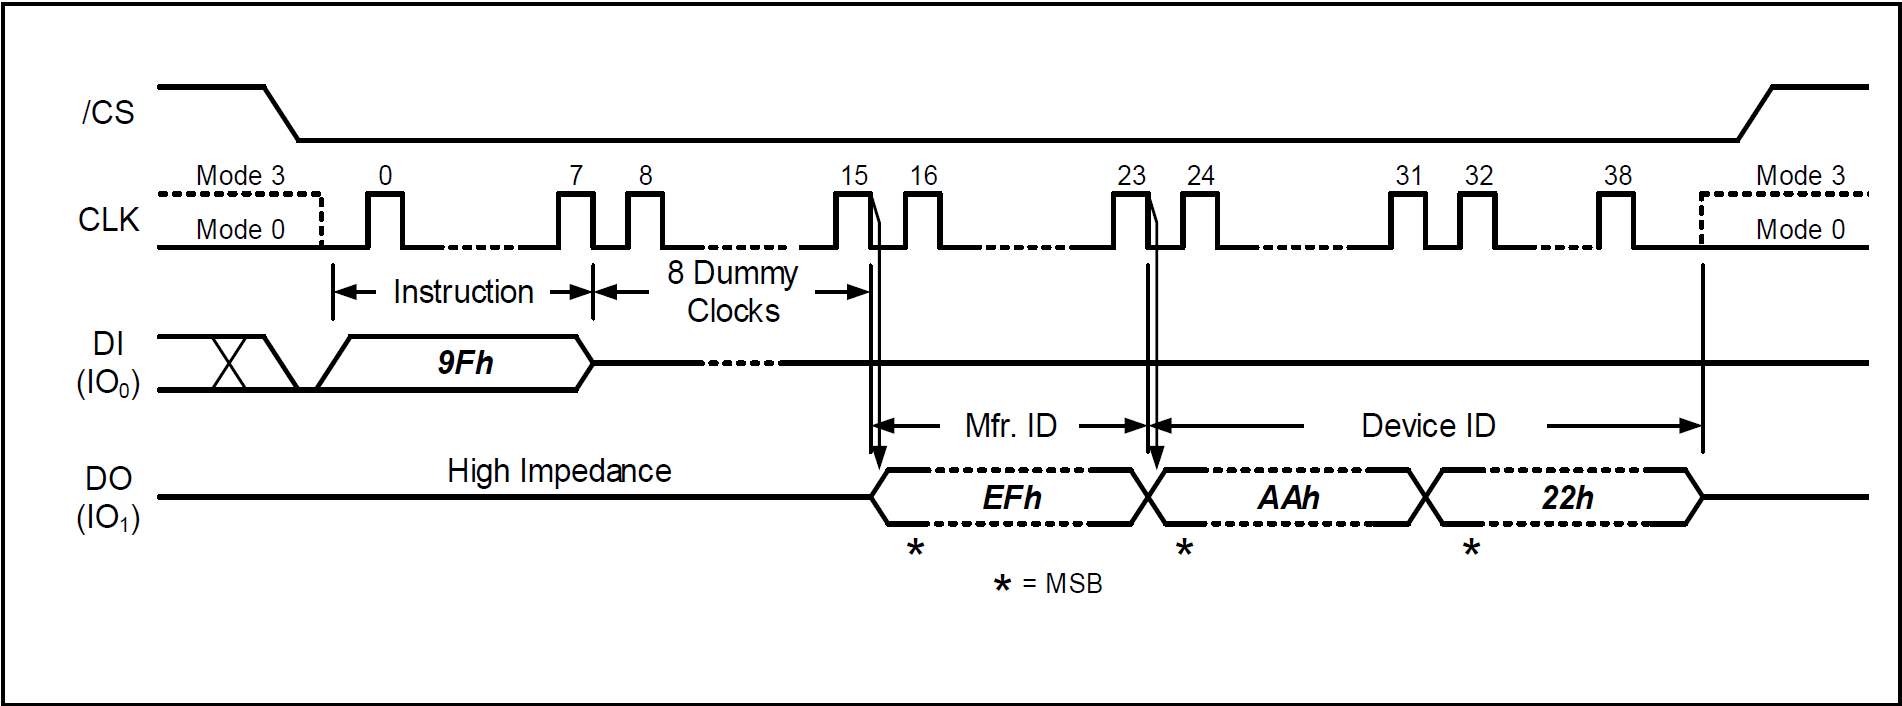 /CS
Mode 3 0 7 8 15 16 23 24 31 32 38 Mode 3
CLK
Mode 0 Mode 0
Instruction
8 Dummy
Clocks
DI
(IO0)
9Fh
Mfr. ID Device ID
High Impedance
DO
(IO1)
EFh AAh 22h
* * *
* = MSB